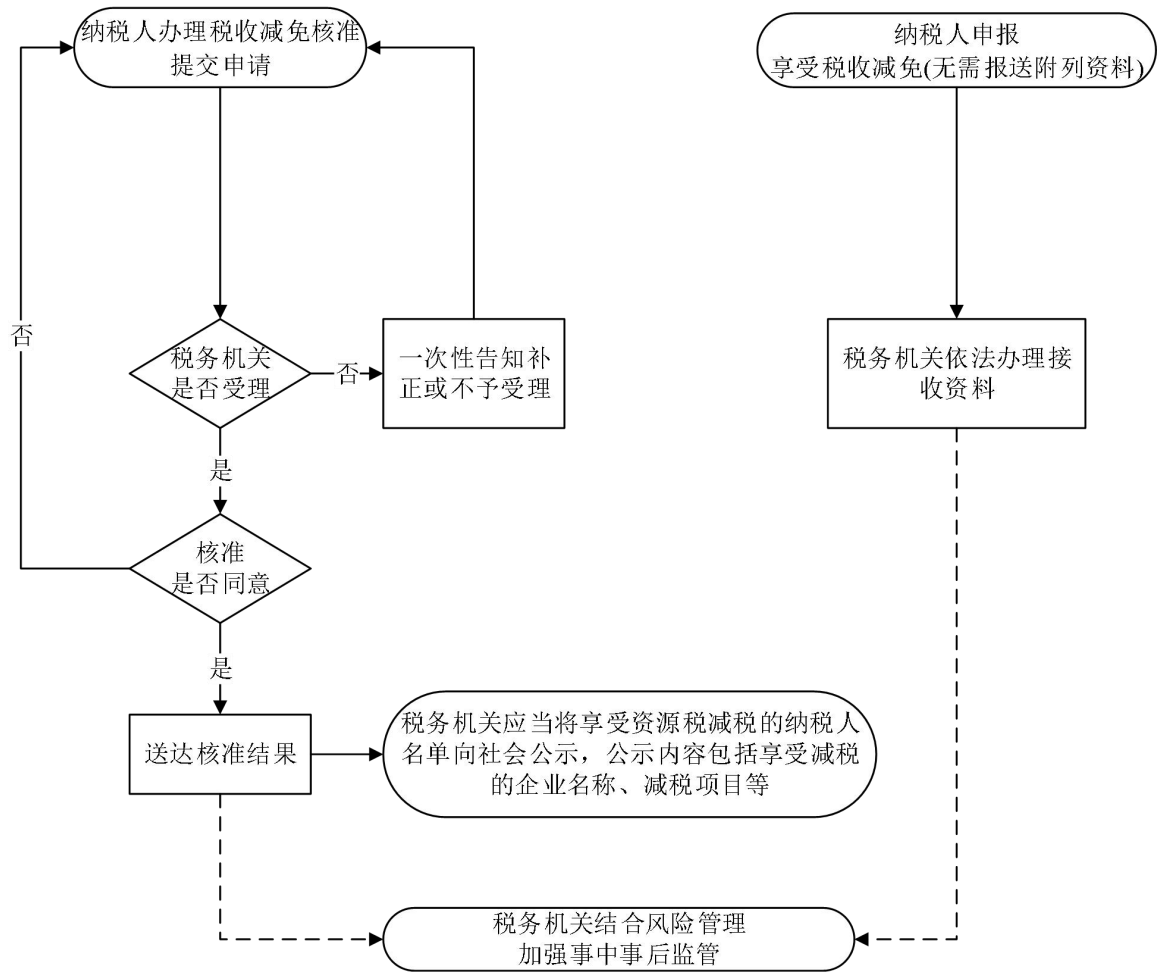 纳税人办理税收减免核准
提交申请
纳税人申报
享受税收减免(无需报送附列资料)
否
税务机关
是否受理
否
一次性告知补
正或不予受理
税务机关依法办理接
收资料
是
核准
是否同意
是
送达核准结果
税务机关应当将享受资源税减税的纳税人
名单向社会公示，公示内容包括享受减税
的企业名称、减税项目等
税务机关结合风险管理
加强事中事后监管